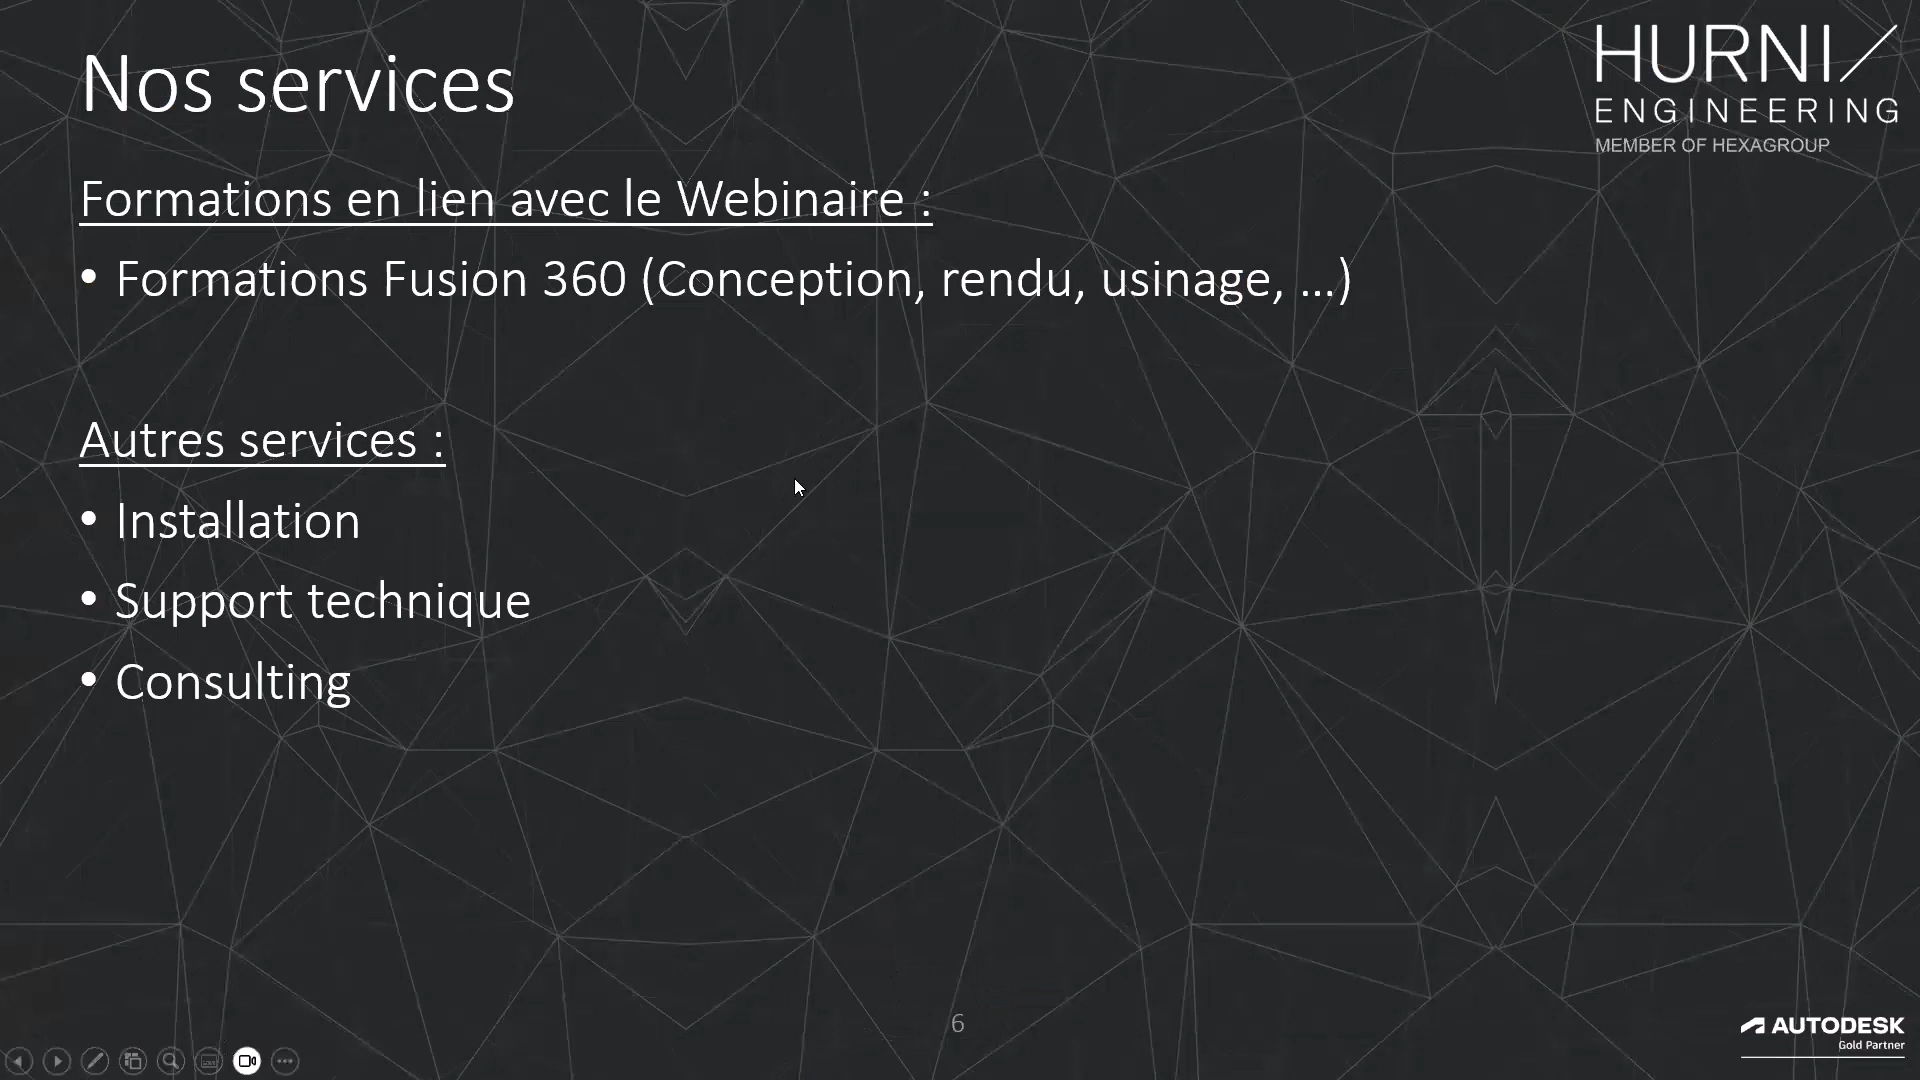 Nos services
HURNI
ENGINEERING
MEMBER OF HEXAGROUP
Formations en lien avec le Webinaire :
• Formations Fusion 360 (Conception, rendu, usinage, ...)
Autres services :
• Installation
• Support technique
• Consulting
6
AUTODESK
Gold Partner